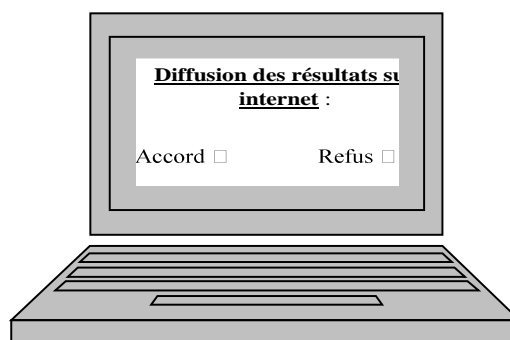 Diffusion des résultats su
internet :
Accord □ Refus □